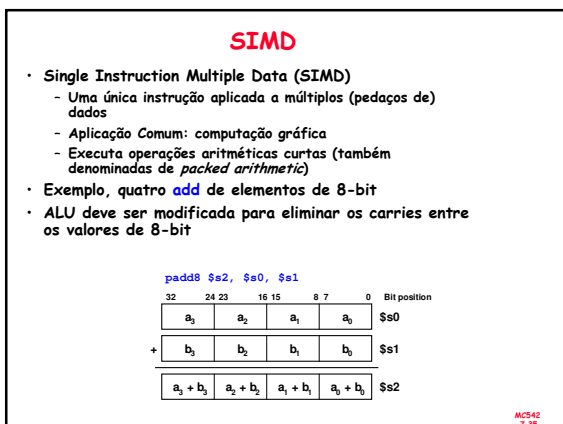 SIMD
• Single Instruction Multiple Data (SIMD)
– Uma única instrução aplicada a múltiplos (pedaços de)
dados
– Aplicação Comum: computação gráfica
– Executa operações aritméticas curtas (também
denominadas de packed arithmetic)
• Exemplo, quatro add de elementos de 8-bit
• ALU deve ser modificada para eliminar os carries entre
os valores de 8-bit
padd8 $s2, $s0, $s1
32 24 23 16 15 8 7 0 Bit position
a₃ a₂ a₁ a₀ $s0
+ b₃ b₂ b₁ b₀ $s1
a₃ + b₃ a₂ + b₂ a₁ + b₁ a₀ + b₀ $s2
MC542